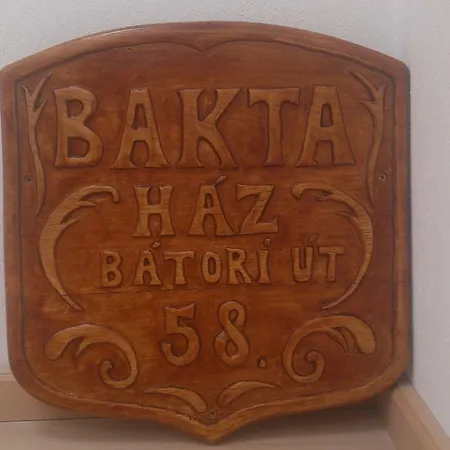 BAKTA
HÁZ
BÁTORI ÚT
58.